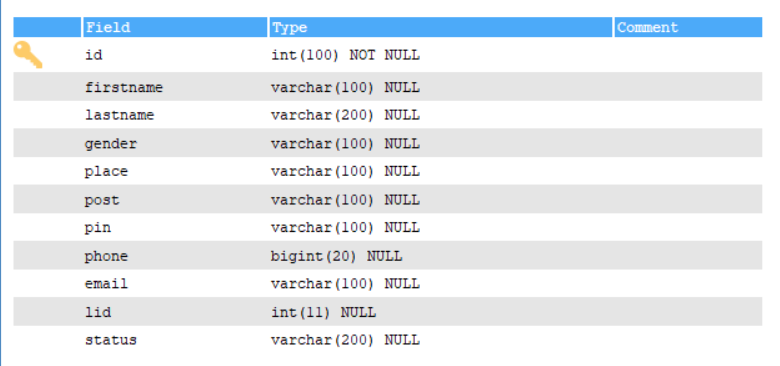 Field Type Comment
id int(100) NOT NULL
firstname varchar(100) NULL
lastname varchar(200) NULL
gender varchar(100) NULL
place varchar(100) NULL
post varchar(100) NULL
pin varchar(100) NULL
phone bigint(20) NULL
email varchar(100) NULL
lid int(11) NULL
status varchar(200) NULL